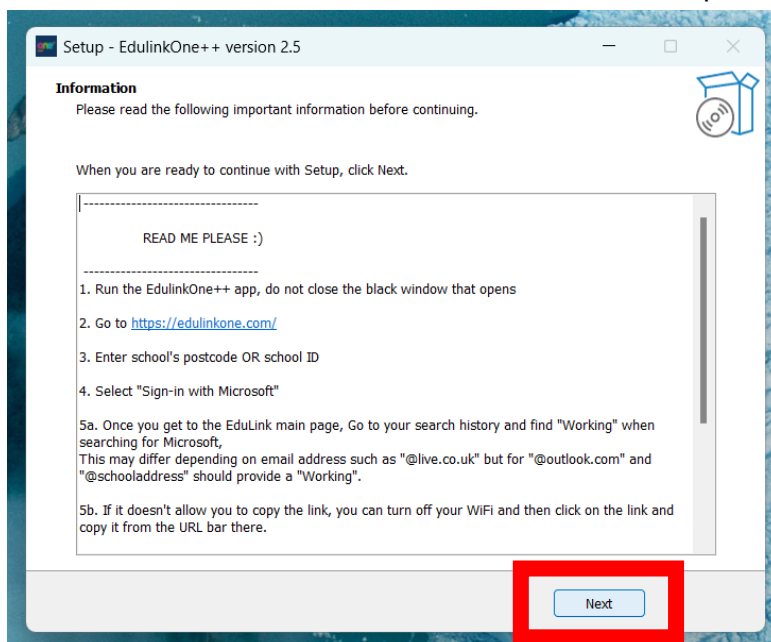 Setup - EdulinkOne++ version 2.5
Information
Please read the following important information before continuing.
When you are ready to continue with Setup, click Next.
---------------------------------
READ ME PLEASE :)
---------------------------------
1. Run the EdulinkOne++ app, do not close the black window that opens
2. Go to https://edulinkone.com/
3. Enter school's postcode OR school ID
4. Select "Sign-in with Microsoft"
5a. Once you get to the EduLink main page, Go to your search history and find "Working" when
searching for Microsoft,
This may differ depending on email address such as "@live.co.uk" but for "@outlook.com" and
"@schooladdress" should provide a "Working".
5b. If it doesn't allow you to copy the link, you can turn off your WiFi and then click on the link and
copy it from the URL bar there.
Next